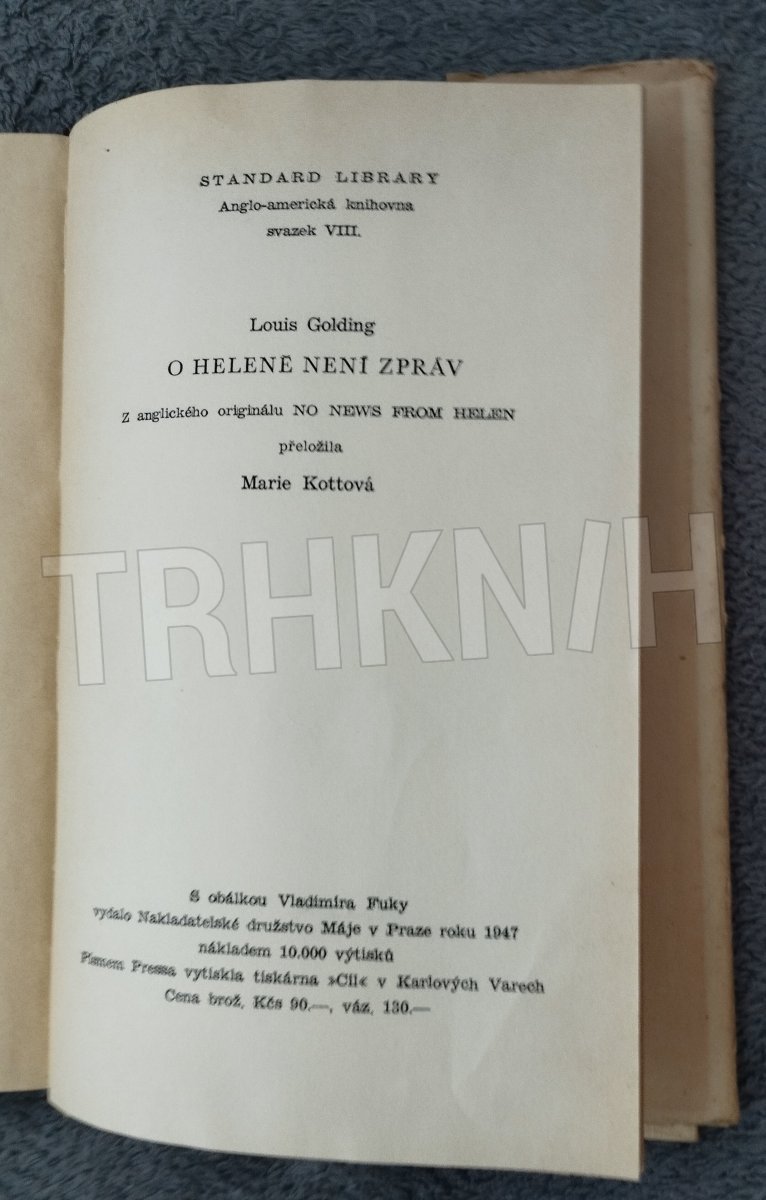 STANDARD LIBRARY
Anglo-americká knihovna
svazek VIII.
Louis Golding
O HELENĚ NENÍ ZPRÁV
Z anglického originálu NO NEWS FROM HELEN
přeložila
Marie Kottová
TRHKNIH
S obálkou Vladimíra Fuky
vydalo Nakladatelské družstvo Máje v Praze roku 1947
nákladem 10.000 výtisků
Písmem Pressa vytiskla tiskárna »Cíl« v Karlových Varech
Cena brož. Kčs 90.—, váz. 130.—